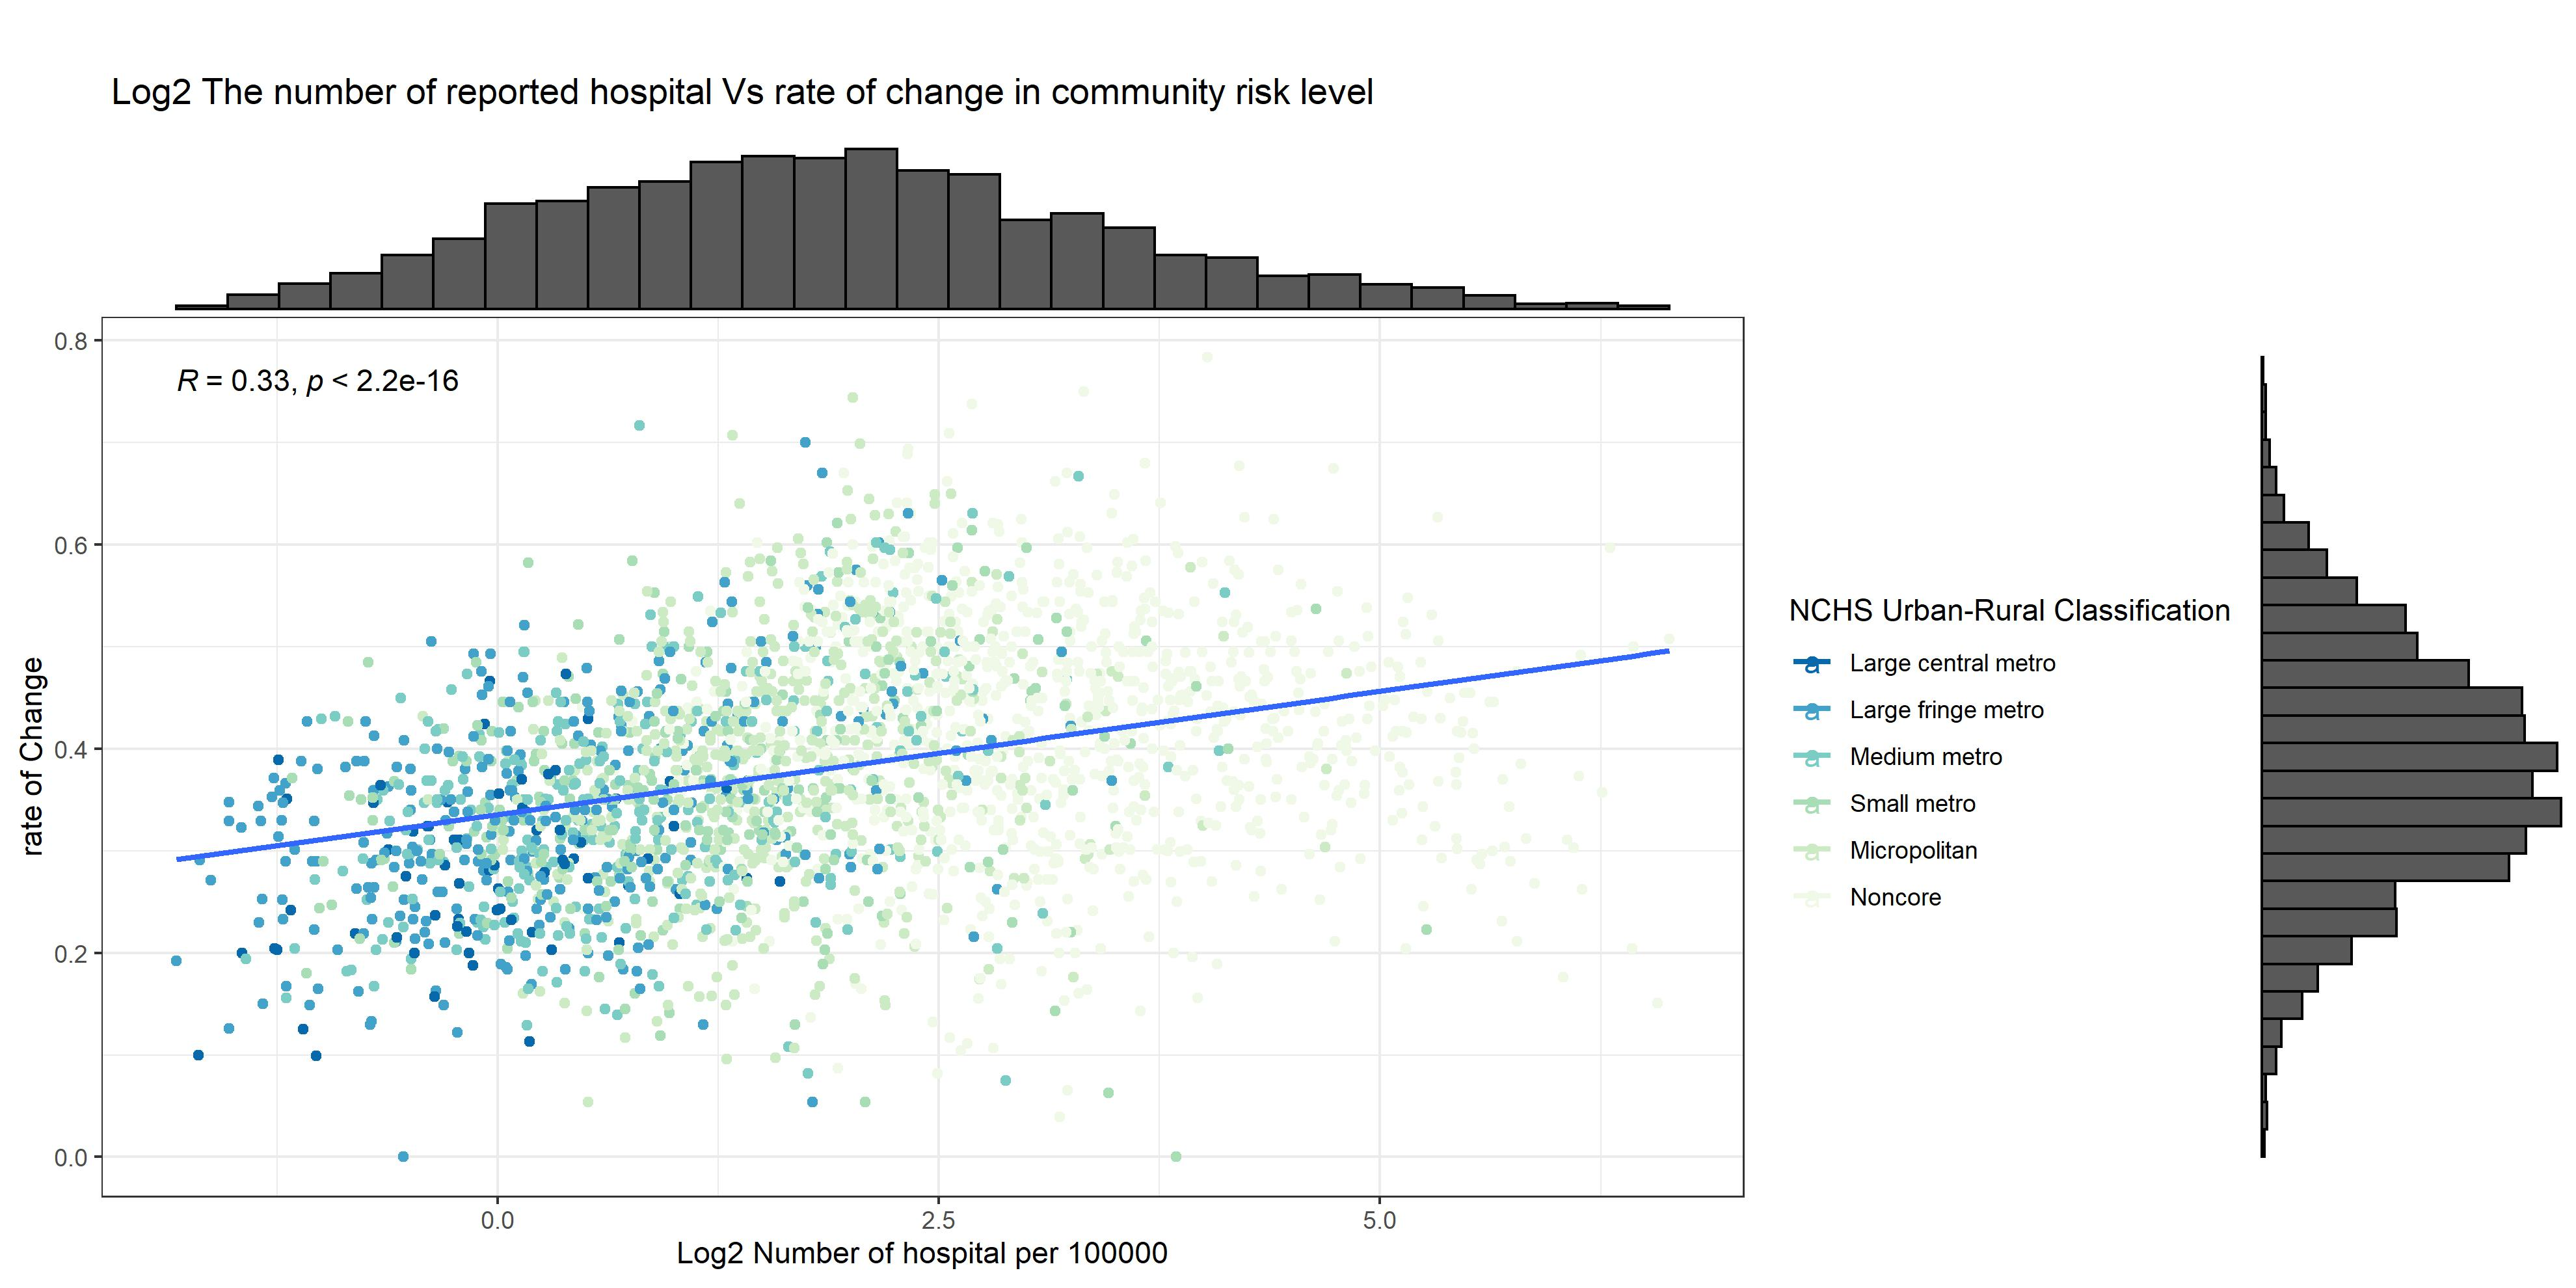 Log2 The number of reported hospital Vs rate of change in community risk level
0.8
R = 0.33, p < 2.2e-16
0.6
0.4
0.2
0.0
rate of Change
0.0 2.5 5.0
Log2 Number of hospital per 100000
NCHS Urban-Rural Classification
a Large central metro
a Large fringe metro
a Medium metro
a Small metro
a Micropolitan
a Noncore